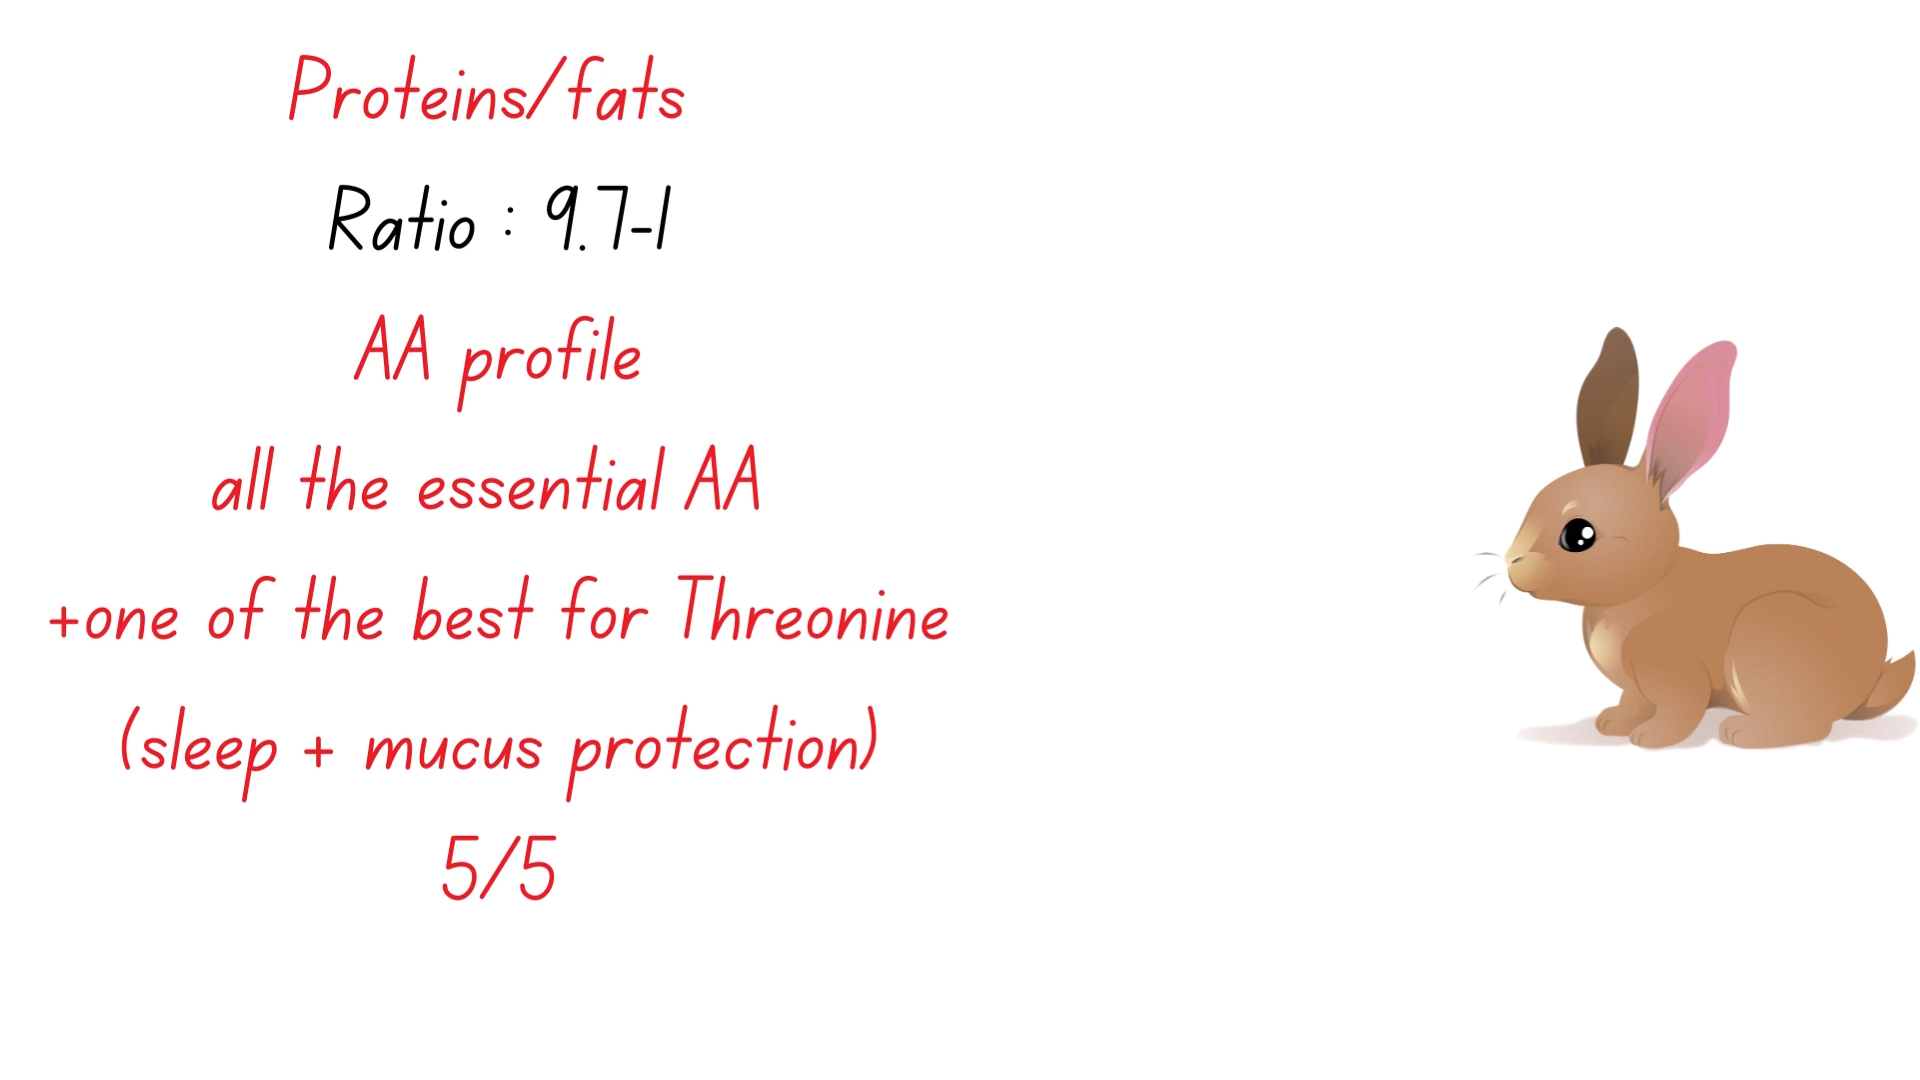 Proteins/fats
Ratio : 9.7-1
AA profile
all the essential AA
+one of the best for Threonine
(sleep + mucus protection)
5/5